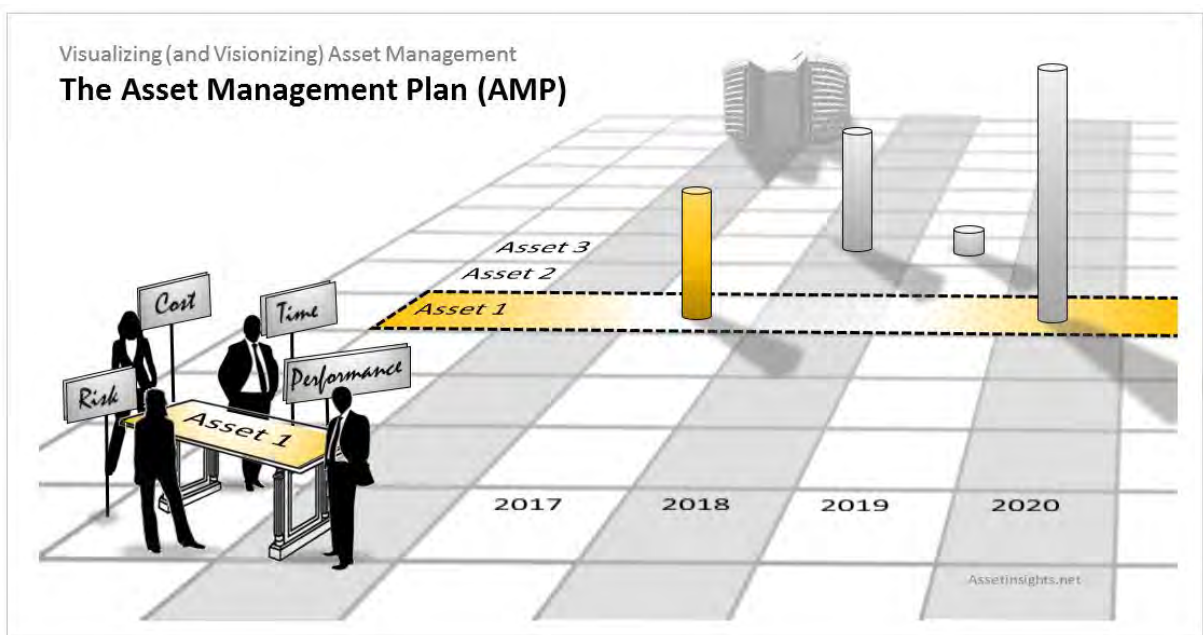 Visualizing (and Visionizing) Asset Management
The Asset Management Plan (AMP)
Asset 3
Asset 2
Asset 1
Cost
Time
Risk
Performance
Asset 1
2017
2018
2019
2020
Assetinsights.net